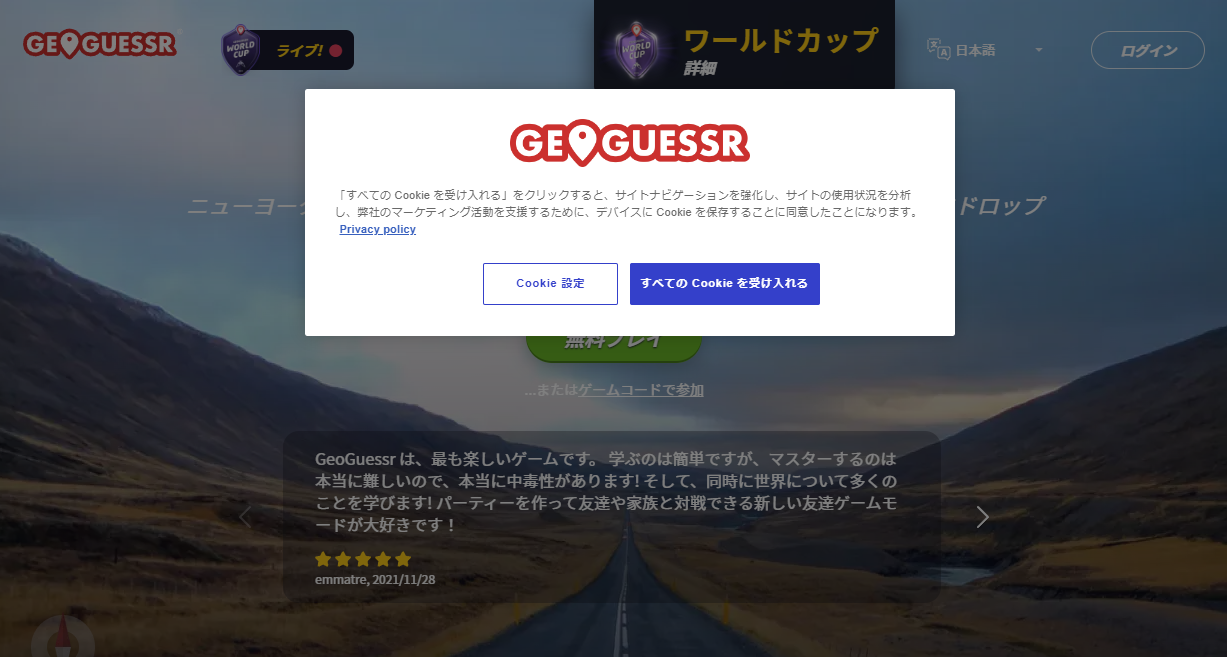 GEOGUESSR
WORLD CUP
ライブ!
WORLD CUP
ワールドカップ
詳細
日本語
ログイン
GEOGUESSR
「すべての Cookie を受け入れる」をクリックすると、サイトナビゲーションを強化し、サイトの使用状況を分析
し、弊社のマーケティング活動を支援するために、デバイスに Cookie を保存することに同意したことになります。
Privacy policy
ニューヨーク
ドロップ
Cookie 設定
すべての Cookie を受け入れる
無料プレイ
...またはゲームコードで参加
GeoGuessr は、最も楽しいゲームです。 学ぶのは簡単ですが、マスターするのは
本当に難しいので、本当に中毒性があります! そして、同時に世界について多くの
ことを学びます! パーティーを作って友達や家族と対戦できる新しい友達ゲームモ
ードが大好きです！
emmatre, 2021/11/28